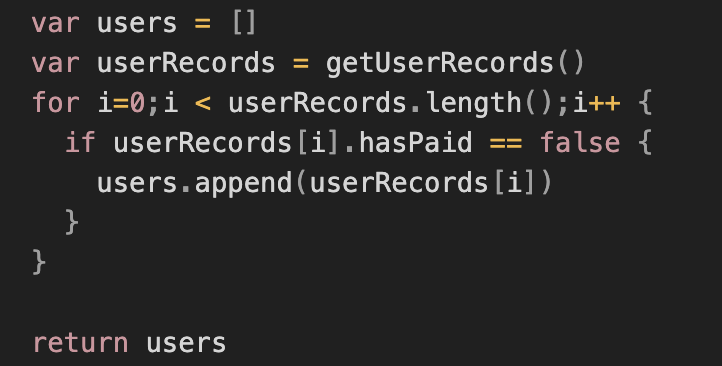 var users = []
var userRecords = getUserRecords()
for i=0;i < userRecords.length();i++ {
  if userRecords[i].hasPaid == false {
    users.append(userRecords[i])
  }
}

return users